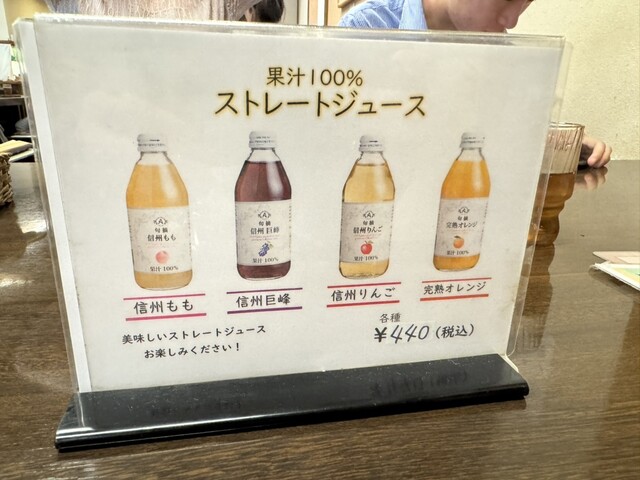 果汁100%
ストレートジュース
旬摘
信州もも
果汁100%
旬摘
信州巨峰
果汁100%
旬摘
信州りんご
果汁100%
旬摘
完熟オレンジ
果汁100%
信州もも
信州巨峰
信州りんご
完熟オレンジ
美味しいストレートジュース
お楽しみください!
各種
¥440(税込)